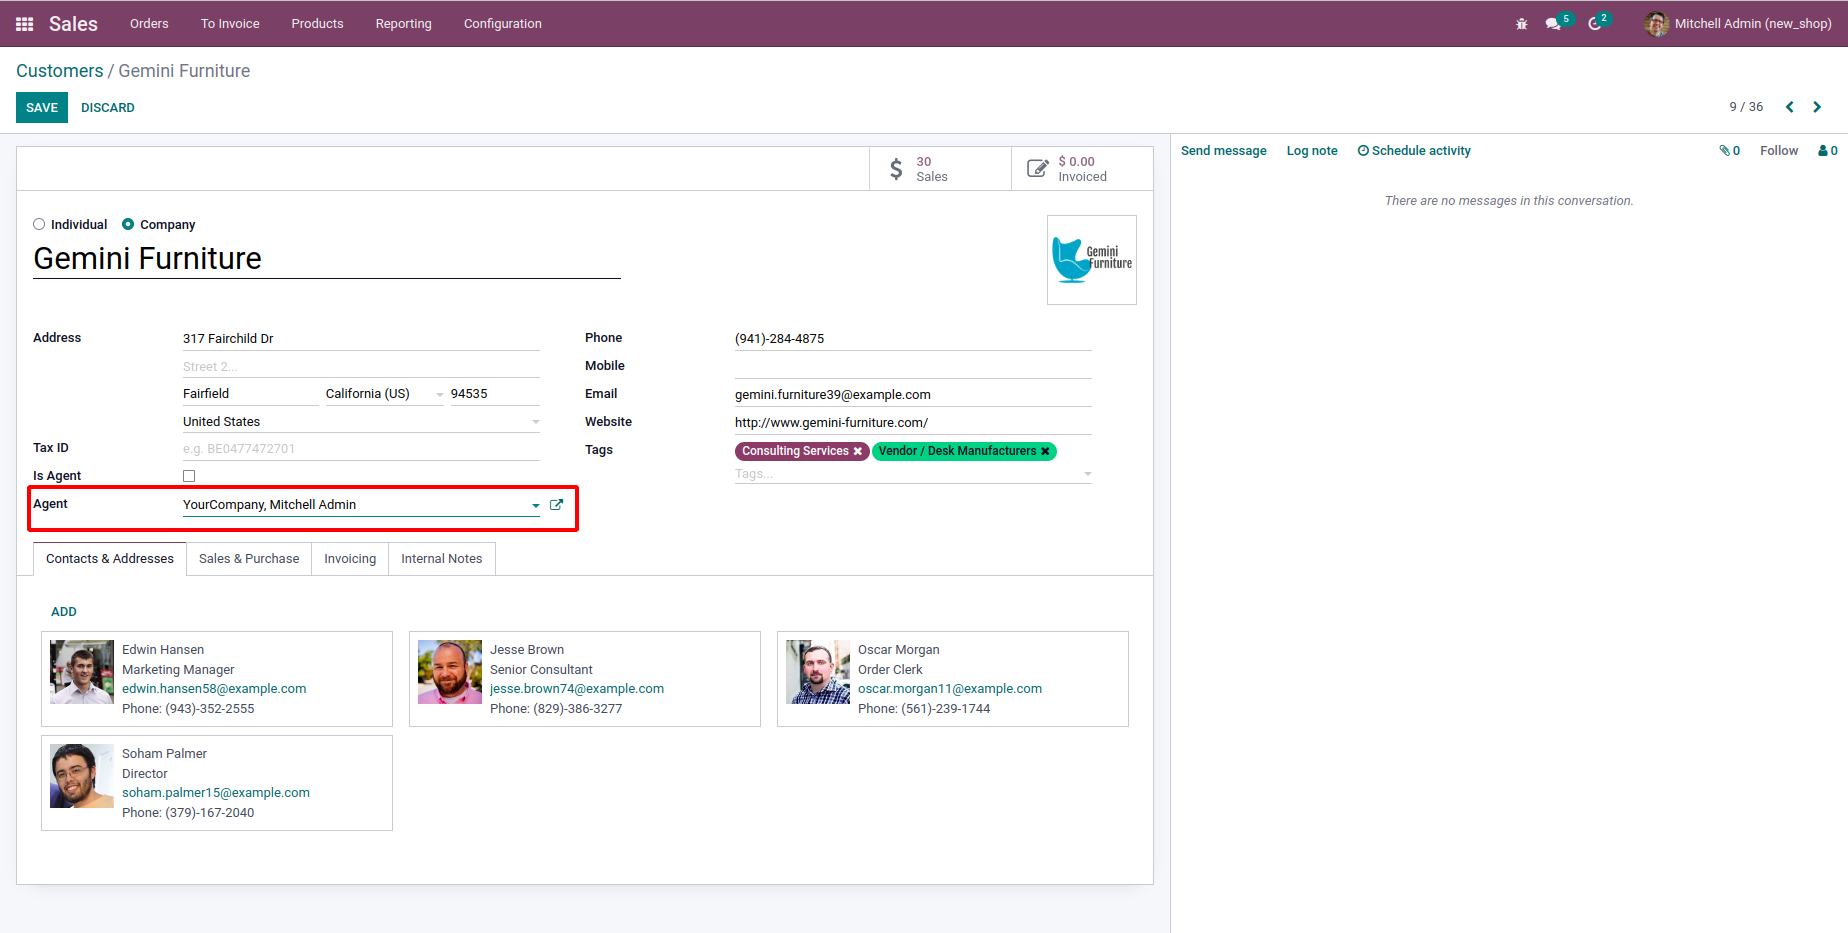 Sales Orders To Invoice Products Reporting Configuration 5 2 Mitchell Admin (new_shop)
Customers / Gemini Furniture
SAVE DISCARD 9 / 36
30
Sales
$ 0.00
Invoiced
Send message Log note Schedule activity 0 Follow 0
There are no messages in this conversation.
Individual Company
Gemini Furniture
Gemini
Furniture
Address 317 Fairchild Dr
Street 2...
Fairfield California (US) 94535
United States
Tax ID e.g. BE0477472701
Is Agent
Agent YourCompany, Mitchell Admin
Phone (941)-284-4875
Mobile
Email gemini.furniture39@example.com
Website http://www.gemini-furniture.com/
Tags Consulting Services ✖ Vendor / Desk Manufacturers ✖
Tags...
Contacts & Addresses Sales & Purchase Invoicing Internal Notes
ADD
Edwin Hansen
Marketing Manager
edwin.hansen58@example.com
Phone: (943)-352-2555
Jesse Brown
Senior Consultant
jesse.brown74@example.com
Phone: (829)-386-3277
Oscar Morgan
Order Clerk
oscar.morgan11@example.com
Phone: (561)-239-1744
Soham Palmer
Director
soham.palmer15@example.com
Phone: (379)-167-2040